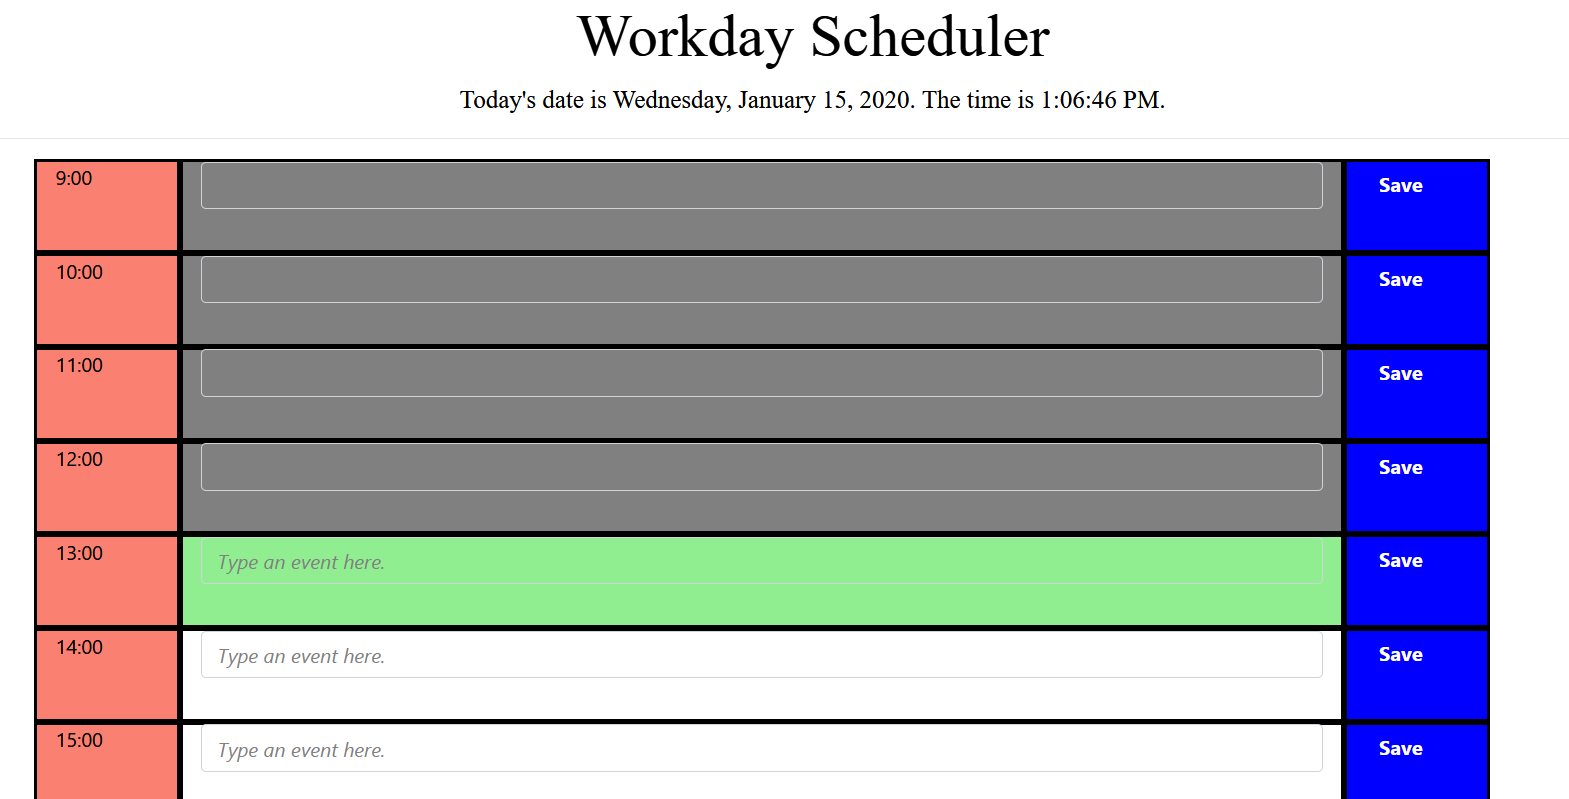 Workday Scheduler
Today's date is Wednesday, January 15, 2020. The time is 1:06:46 PM.
9:00 Save
10:00 Save
11:00 Save
12:00 Save
13:00 Type an event here. Save
14:00 Type an event here. Save
15:00 Type an event here. Save